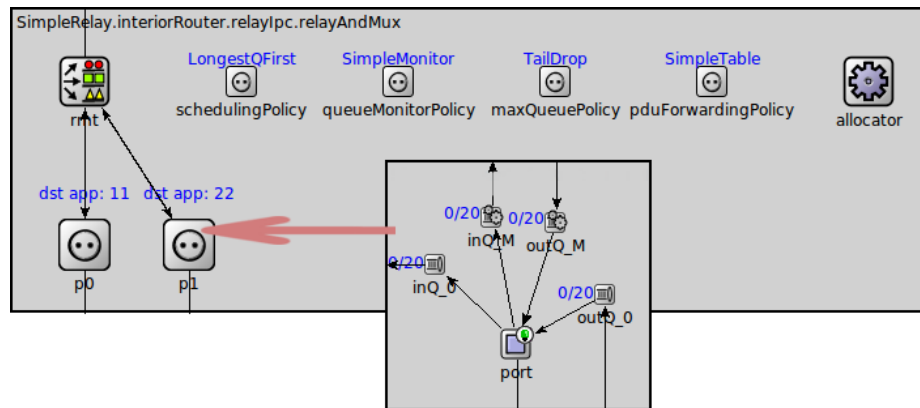 SimpleRelay.interiorRouter.relayIpc.relayAndMux
LongestQFirst SimpleMonitor TailDrop SimpleTable
rmt schedulingPolicy queueMonitorPolicy maxQueuePolicy pduForwardingPolicy allocator
dst app: 11 dst app: 22
p0 p1
0/20 0/20
inQ_M outQ_M
0/20
inQ_0
0/20
outQ_0
port